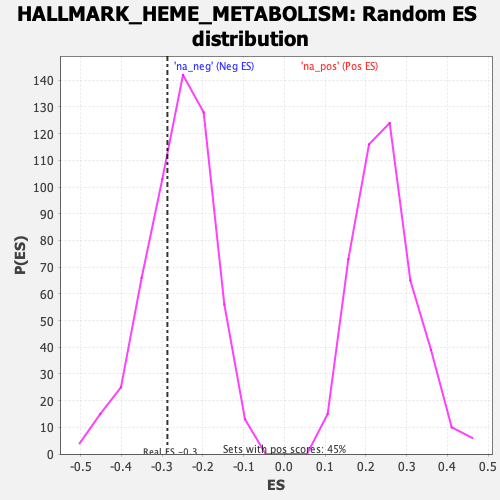 HALLMARK_HEME_METABOLISM: Random ES
distribution
'na_neg' (Neg ES) 'na_pos' (Pos ES)
140
130
120
110
100
90
80
70
60
50
40
30
20
10
0
P(ES)
Real ES -0.3
Sets with pos scores: 45%
-0.5 -0.4 -0.3 -0.2 -0.1 0.0 0.1 0.2 0.3 0.4 0.5
ES